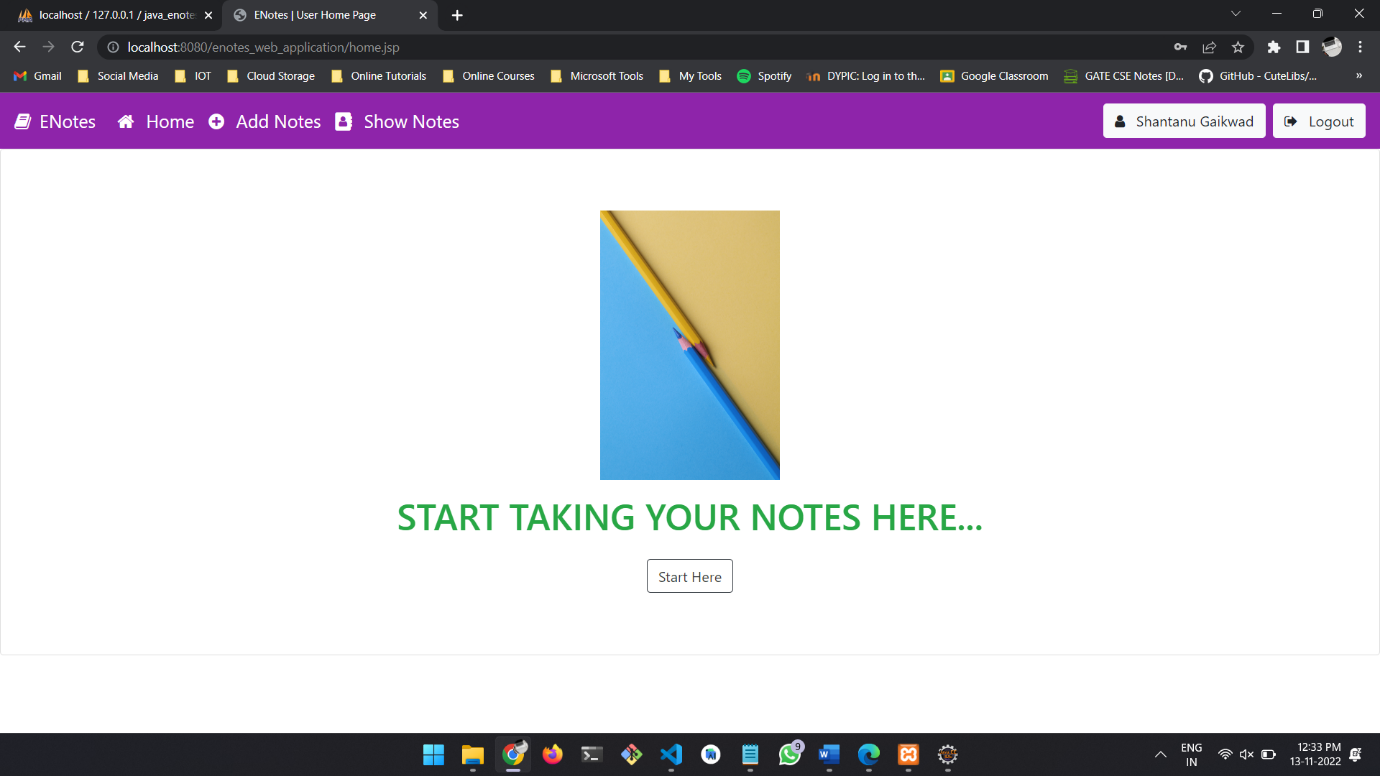 localhost / 127.0.0.1 / java_enote
ENotes | User Home Page
localhost:8080/enotes_web_application/home.jsp
Gmail Social Media IOT Cloud Storage Online Tutorials Online Courses Microsoft Tools My Tools Spotify DYPIC: Log in to th... Google Classroom GATE CSE Notes [D... GitHub - CuteLibs/... »
ENotes Home Add Notes Show Notes Shantanu Gaikwad Logout
START TAKING YOUR NOTES HERE...
Start Here
9
ENG
IN
12:33 PM
13-11-2022